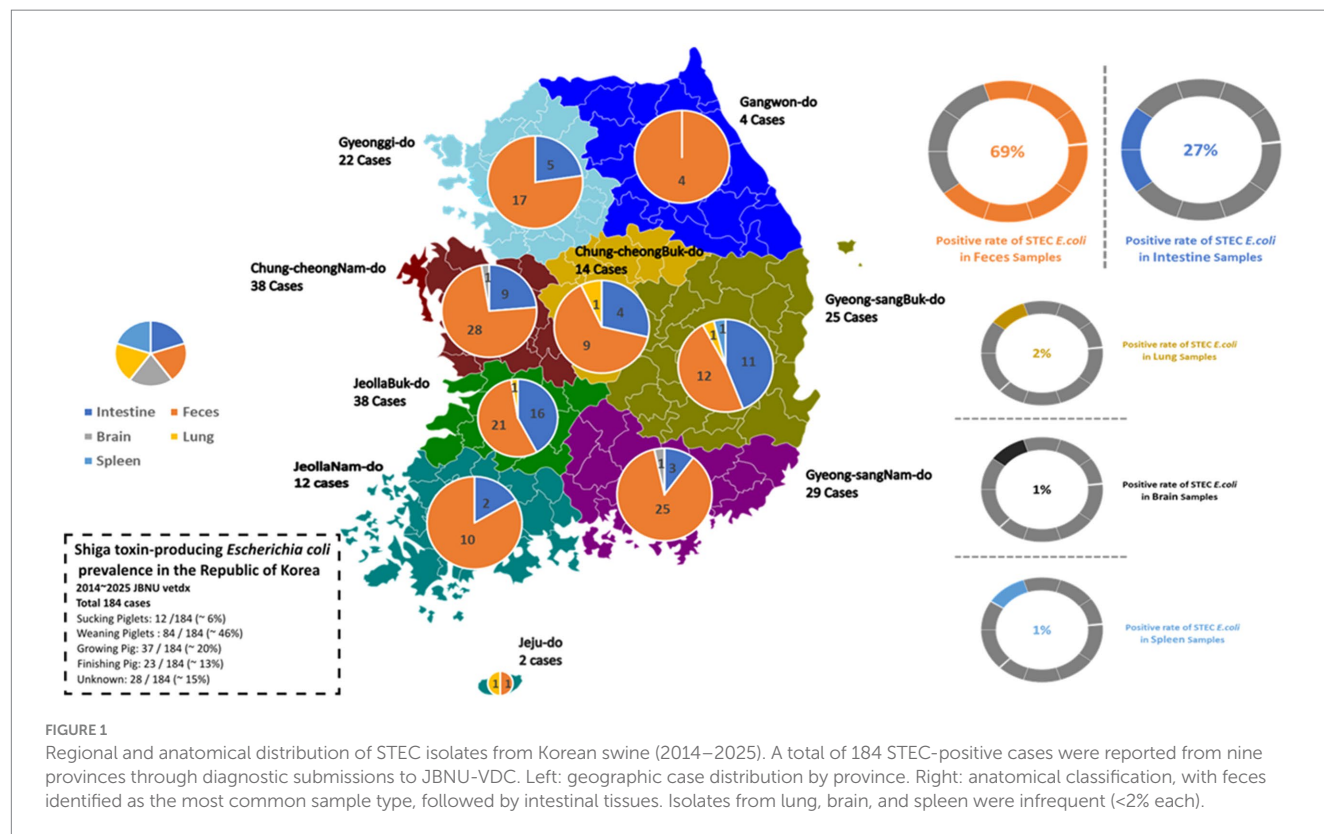 Gangwon-do
4 Cases
4
Gyeonggi-do
22 Cases
5
17
Chung-cheongNam-do
38 Cases
1
9
28
Chung-cheongBuk-do
14 Cases
1
4
9
Gyeong-sangBuk-do
25 Cases
1
1
11
12
JeollaBuk-do
38 Cases
1
16
21
JeollaNam-do
12 cases
2
10
Gyeong-sangNam-do
29 Cases
1
3
25
Jeju-do
2 cases
1
1
Intestine
Feces
Brain
Lung
Spleen
Shiga toxin-producing Escherichia coli
prevalence in the Republic of Korea
2014~2025 JBNU vetdx
Total 184 cases
Sucking Piglets: 12 /184 (~ 6%)
Weaning Piglets : 84 / 184 (~ 46%)
Growing Pig: 37 / 184 (~ 20%)
Finishing Pig: 23 / 184 (~ 13%)
Unknown: 28 / 184 (~ 15%)
69%
Positive rate of STEC E.coli
in Feces Samples
27%
Positive rate of STEC E.coli
in Intestine Samples
2%
Positive rate of STEC E.coli
in Lung Samples
1%
Positive rate of STEC E.coli
in Brain Samples
1%
Positive rate of STEC E.coli
in Spleen Samples
FIGURE 1
Regional and anatomical distribution of STEC isolates from Korean swine (2014–2025). A total of 184 STEC-positive cases were reported from nine
provinces through diagnostic submissions to JBNU-VDC. Left: geographic case distribution by province. Right: anatomical classification, with feces
identified as the most common sample type, followed by intestinal tissues. Isolates from lung, brain, and spleen were infrequent (<2% each).